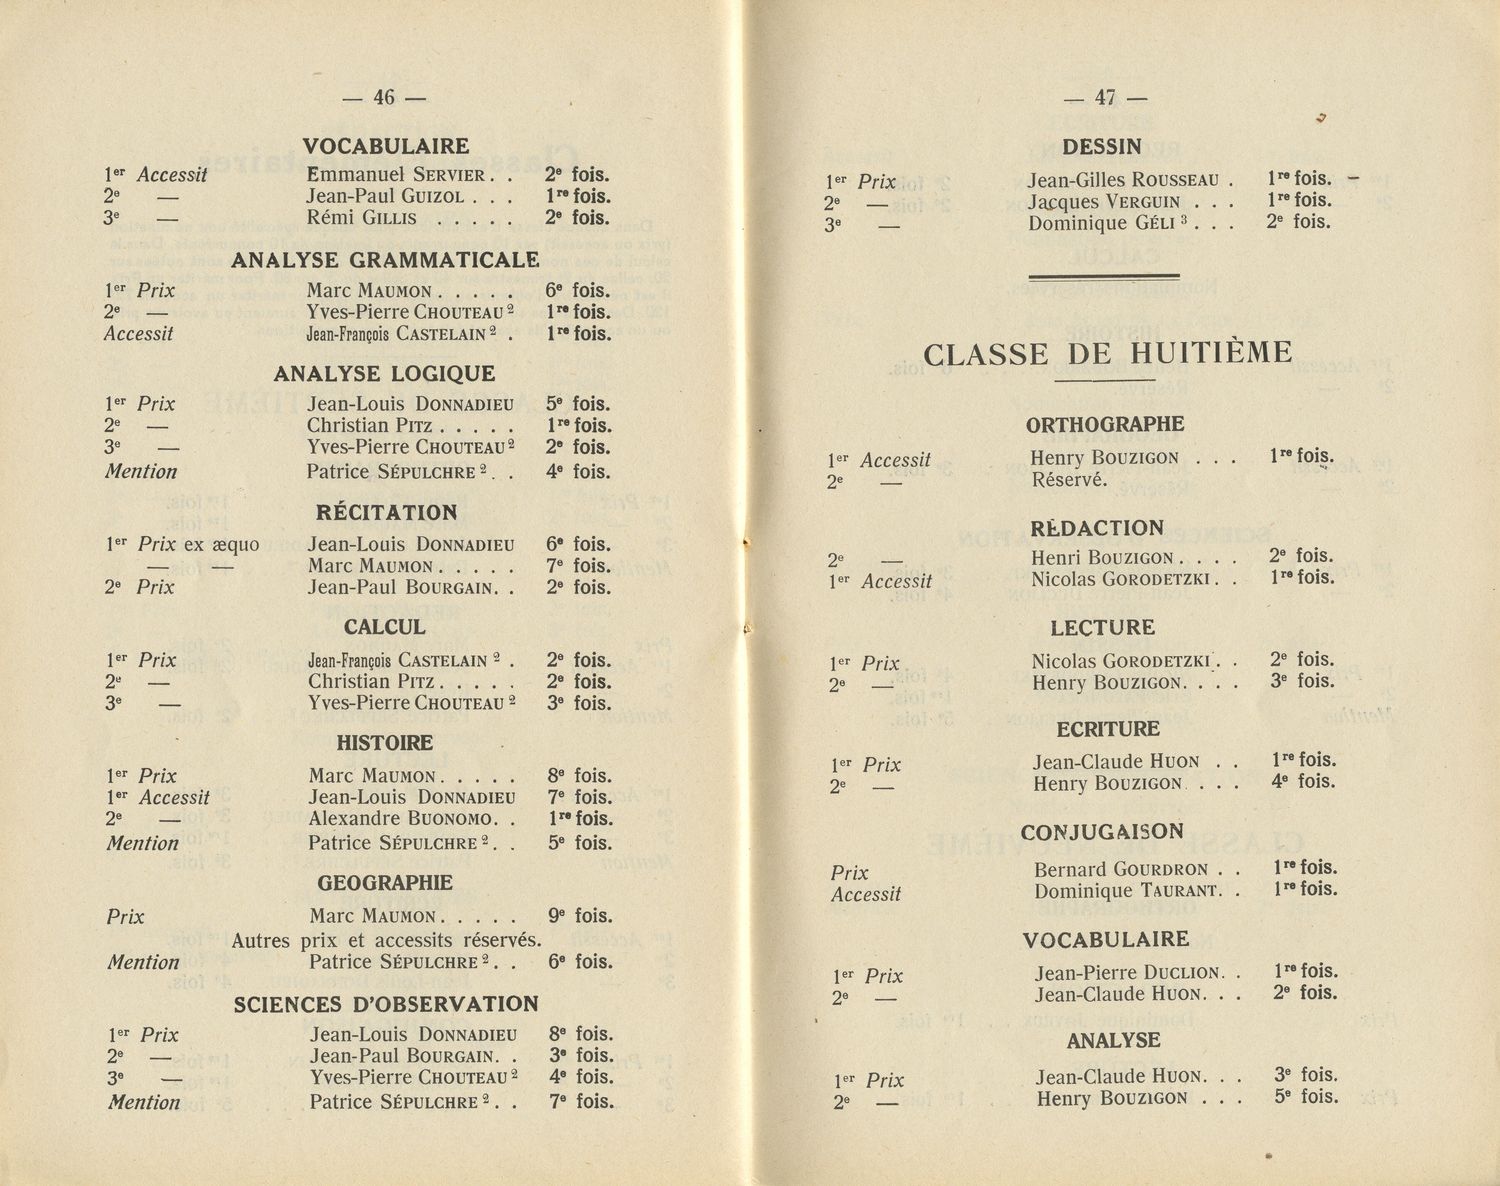 — 46 —
VOCABULAIRE
1er Accessit Emmanuel SERVIER. . 2e fois.
2e — Jean-Paul GUIZOL . . . 1re fois.
3e — Rémi GILLIS . . . . . 2e fois.
ANALYSE GRAMMATICALE
1er Prix Marc MAUMON . . . . . 6e fois.
2e — Yves-Pierre CHOUTEAU 2 1re fois.
Accessit Jean-François CASTELAIN 2 . 1re fois.
ANALYSE LOGIQUE
1er Prix Jean-Louis DONNADIEU 5e fois.
2e — Christian PITZ . . . . . 1re fois.
3e — Yves-Pierre CHOUTEAU 2 2e fois.
Mention Patrice SÉPULCHRE 2. . 4e fois.
RÉCITATION
1er Prix ex æquo Jean-Louis DONNADIEU 6e fois.
— — Marc MAUMON . . . . . 7e fois.
2e Prix Jean-Paul BOURGAIN. . 2e fois.
CALCUL
1er Prix Jean-François CASTELAIN 2 . 2e fois.
2e — Christian PITZ . . . . . 2e fois.
3e — Yves-Pierre CHOUTEAU 2 3e fois.
HISTOIRE
1er Prix Marc MAUMON . . . . . 8e fois.
1er Accessit Jean-Louis DONNADIEU 7e fois.
2e — Alexandre BUONOMO. . 1re fois.
Mention Patrice SÉPULCHRE 2. . 5e fois.
GEOGRAPHIE
Prix Marc MAUMON . . . . . 9e fois.
Autres prix et accessits réservés.
Mention Patrice SÉPULCHRE 2. . 6e fois.
SCIENCES D'OBSERVATION
1er Prix Jean-Louis DONNADIEU 8e fois.
2e — Jean-Paul BOURGAIN. . 3e fois.
3e — Yves-Pierre CHOUTEAU 2 4e fois.
Mention Patrice SÉPULCHRE 2. . 7e fois.
— 47 —
DESSIN
1er Prix Jean-Gilles ROUSSEAU . 1re fois.
2e — Jacques VERGUIN . . . 1re fois.
3e — Dominique GÉLI 3 . . . 2e fois.
CLASSE DE HUITIÈME
ORTHOGRAPHE
1er Accessit Henry BOUZIGON . . . 1re fois.
2e — Réservé.
RÉDACTION
2e — Henri BOUZIGON . . . . 2e fois.
1er Accessit Nicolas GORODETZKI . . 1re fois.
LECTURE
1er Prix Nicolas GORODETZKI . . 2e fois.
2e — Henry BOUZIGON. . . . 3e fois.
ECRITURE
1er Prix Jean-Claude HUON . . 1re fois.
2e — Henry BOUZIGON . . . . 4e fois.
CONJUGAISON
Prix Bernard GOURDRON . . 1re fois.
Accessit Dominique TAURANT. . 1re fois.
VOCABULAIRE
1er Prix Jean-Pierre DUCLION. . 1re fois.
2e — Jean-Claude HUON. . . 2e fois.
ANALYSE
1er Prix Jean-Claude HUON. . . 3e fois.
2e — Henry BOUZIGON . . . 5e fois.